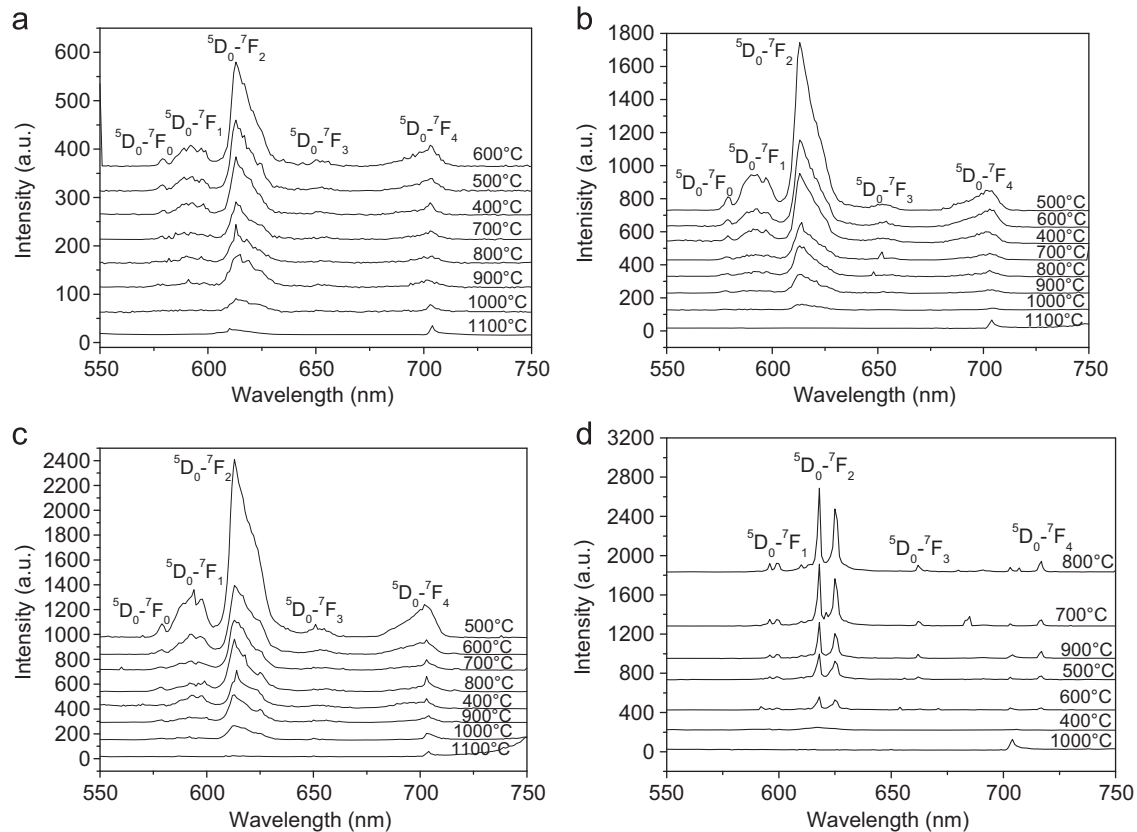 a
600
500
400
300
200
100
0
Intensity (a.u.)
⁵D₀-⁷F₂
⁵D₀-⁷F₁
⁵D₀-⁷F₀
⁵D₀-⁷F₃
⁵D₀-⁷F₄
600°C
500°C
400°C
700°C
800°C
900°C
1000°C
1100°C
550 600 650 700 750
Wavelength (nm)
b
1800
1600
1400
1200
1000
800
600
400
200
0
Intenisity (a.u.)
⁵D₀-⁷F₂
⁵D₀-⁷F₁
⁵D₀-⁷F₀
⁵D₀-⁷F₃
⁵D₀-⁷F₄
500°C
600°C
400°C
700°C
800°C
900°C
1000°C
1100°C
550 600 650 700 750
Wavelength (nm)
c
2400
2200
2000
1800
1600
1400
1200
1000
800
600
400
200
0
Intensity (a.u.)
⁵D₀-⁷F₂
⁵D₀-⁷F₁
⁵D₀-⁷F₀
⁵D₀-⁷F₃
⁵D₀-⁷F₄
500°C
600°C
700°C
800°C
400°C
900°C
1000°C
1100°C
550 600 650 700 750
Wavelength (nm)
d
3200
2800
2400
2000
1600
1200
800
400
0
Intensity (a.u.)
⁵D₀-⁷F₂
⁵D₀-⁷F₁
⁵D₀-⁷F₃
⁵D₀-⁷F₄
800°C
700°C
900°C
500°C
600°C
400°C
1000°C
550 600 650 700 750
Wavelength (nm)